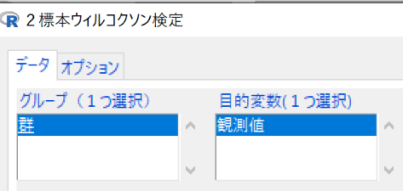 R 2標本ウィルコクソン検定
データ オプション
グループ（1つ選択） 目的変数(1つ選択)
群 観測値